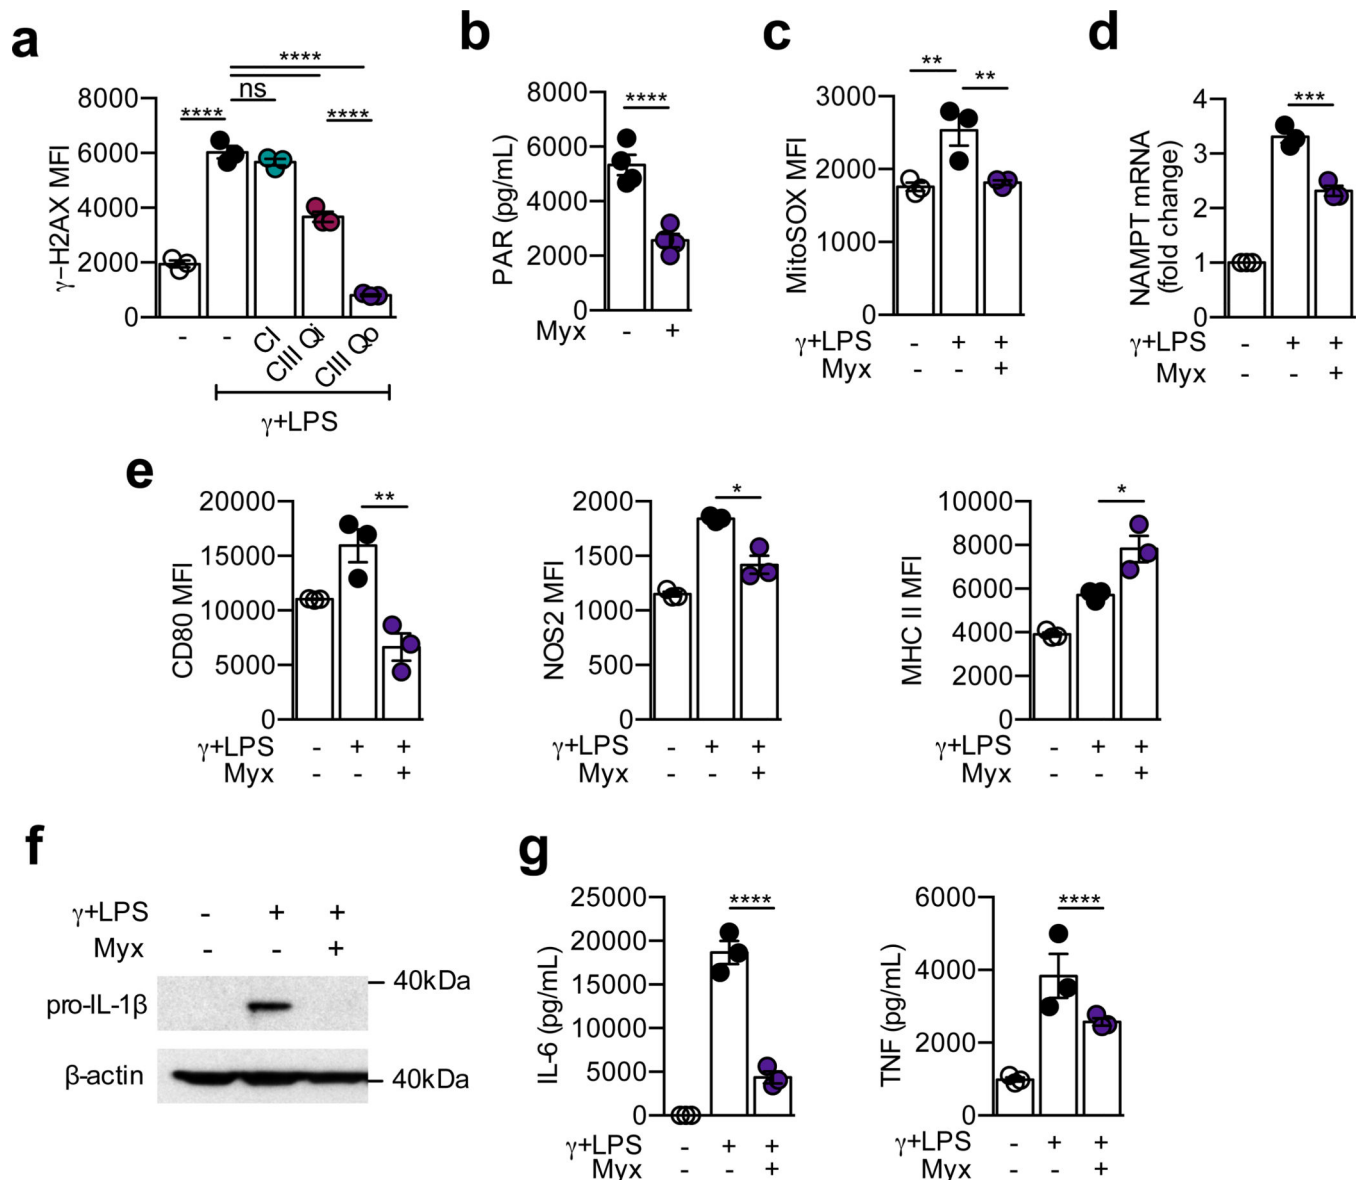 a
****
ns
****
****
8000
6000
4000
2000
0
γ–H2AX MFI
- - CI CIII Qi CIII Qo
γ+LPS
b
****
8000
6000
4000
2000
0
PAR (pg/mL)
Myx - +
c
** **
3000
2000
1000
0
MitoSOX MFI
γ+LPS - + +
Myx - - +
d
***
4
3
2
1
0
NAMPT mRNA
(fold change)
γ+LPS - + +
Myx - - +
e
**
20000
15000
10000
5000
0
CD80 MFI
γ+LPS - + +
Myx - - +
*
2000
1500
1000
500
0
NOS2 MFI
γ+LPS - + +
Myx - - +
*
10000
8000
6000
4000
2000
0
MHC II MFI
γ+LPS - + +
Myx - - +
f
γ+LPS - + +
Myx - - +
pro-IL-1β
40kDa
β-actin
40kDa
g
****
25000
20000
15000
10000
5000
0
IL-6 (pg/mL)
γ+LPS - + +
Myx - - +
****
6000
4000
2000
0
TNF (pg/mL)
γ+LPS - + +
Myx - - +